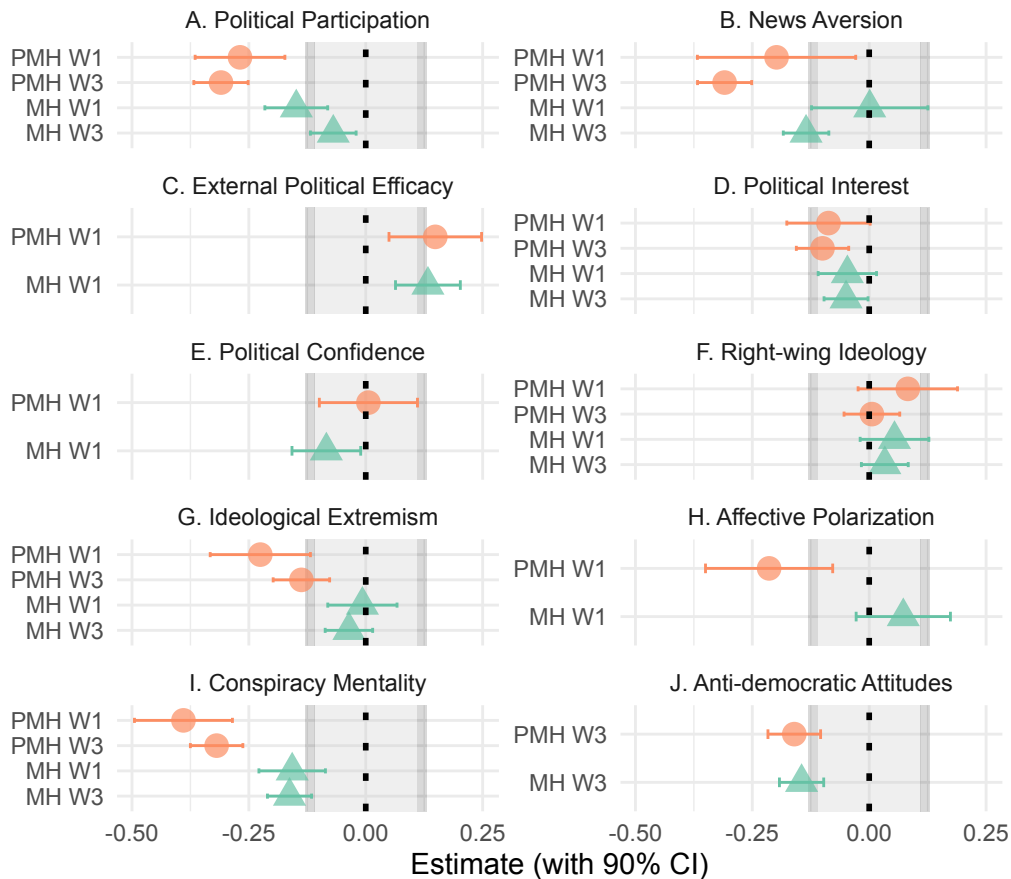 A. Political Participation
PMH W1
PMH W3
MH W1
MH W3
B. News Aversion
PMH W1
PMH W3
MH W1
MH W3
C. External Political Efficacy
PMH W1
MH W1
D. Political Interest
PMH W1
PMH W3
MH W1
MH W3
E. Political Confidence
PMH W1
MH W1
F. Right-wing Ideology
PMH W1
PMH W3
MH W1
MH W3
G. Ideological Extremism
PMH W1
PMH W3
MH W1
MH W3
H. Affective Polarization
PMH W1
MH W1
I. Conspiracy Mentality
PMH W1
PMH W3
MH W1
MH W3
J. Anti-democratic Attitudes
PMH W3
MH W3
-0.50 -0.25 0.00 0.25
-0.50 -0.25 0.00 0.25
Estimate (with 90% CI)